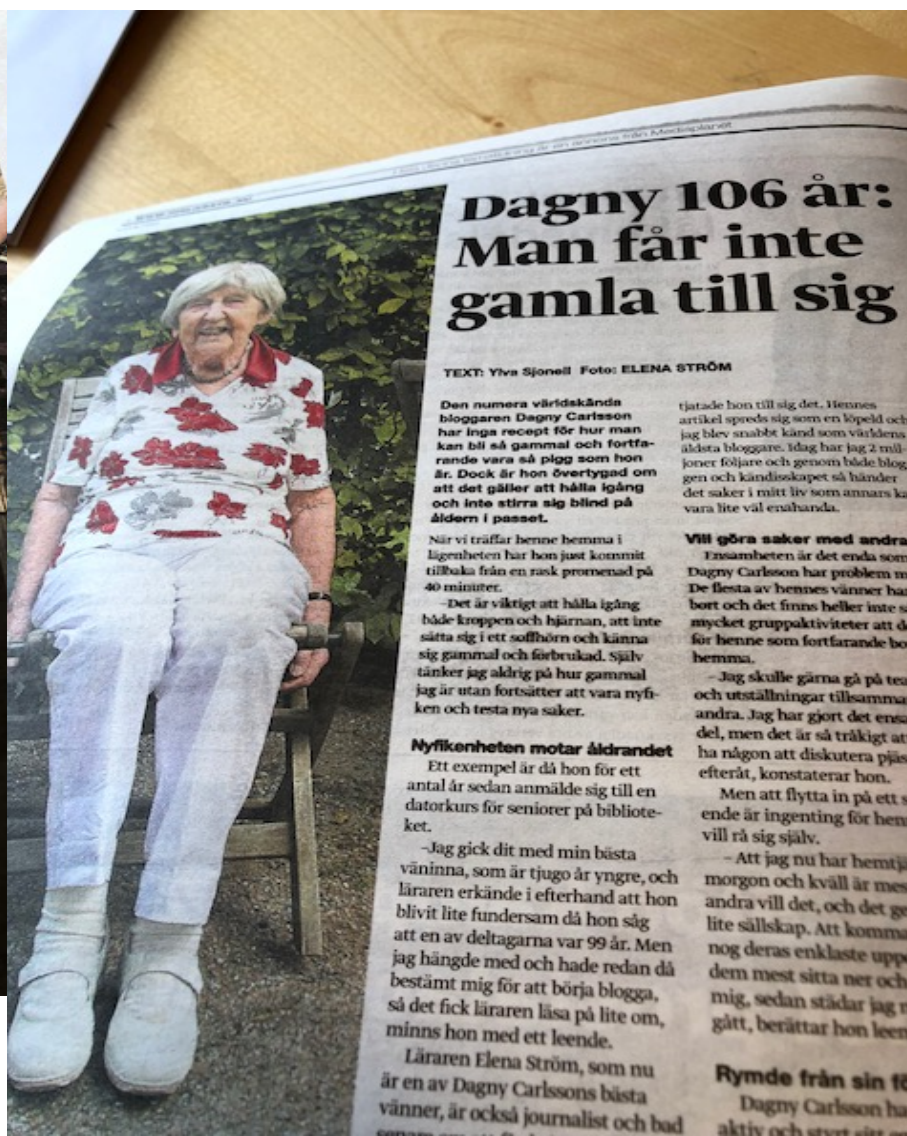 är en annons från Mediaplanet
Dagny 106 år:
Man får inte
gamla till sig
TEXT: Ylva Sjonell Foto: ELENA STRÖM
Den numera världskända
bloggaren Dagny Carlsson
har inga recept för hur man
kan bli så gammal och fortfa-
rande vara så pigg som hon
är. Dock är hon övertygad om
att det gäller att hålla igång
och inte stirra sig blind på
åldern i passet.
När vi träffar henne hemma i
lägenheten har hon just kommit
tillbaka från en rask promenad på
40 minuter.
–Det är viktigt att hålla igång
både kroppen och hjärnan, att inte
sätta sig i ett soffhörn och känna
sig gammal och förbrukad. Själv
tänker jag aldrig på hur gammal
jag är utan fortsätter att vara nyfi-
ken och testa nya saker.
Nyfikenheten motar åldrandet
Ett exempel är då hon för ett
antal år sedan anmälde sig till en
datorkurs för seniorer på bibliote-
ket.
–Jag gick dit med min bästa
väninna, som är tjugo år yngre, och
läraren erkände i efterhand att hon
blivit lite fundersam då hon såg
att en av deltagarna var 99 år. Men
jag hängde med och hade redan då
bestämt mig för att börja blogga,
så det fick läraren läsa på lite om,
minns hon med ett leende.
Läraren Elena Ström, som nu
är en av Dagny Carlssons bästa
vänner, är också journalist och bad
tjatade hon till sig det. Hennes
artikel spreds sig som en löpeld och
jag blev snabbt känd som världens
äldsta bloggare. Idag har jag 2 mil-
joner följare och genom både blog
gen och kändisskapet så händer
det saker i mitt liv som annars ka
vara lite väl enahanda.
Vill göra saker med andra
Ensamheten är det enda som
Dagny Carlsson har problem m
De flesta av hennes vänner har
bort och det finns heller inte s
mycket gruppaktiviteter att d
för henne som fortfarande bo
hemma.
– Jag skulle gärna gå på tea
och utställningar tillsamma
andra. Jag har gjort det ensa
del, men det är så tråkigt at
ha någon att diskutera pjäs
efteråt, konstaterar hon.
Men att flytta in på ett s
ende är ingenting för hen
vill rå sig själv.
– Att jag nu har hemtjä
morgon och kväll är mes
andra vill det, och det ge
lite sällskap. Att komma
nog deras enklaste upp
dem mest sitta ner och
mig, sedan städar jag
gått, berättar hon leen
Rymde från sin fö
Dagny Carlsson ha
aktiv och styrt sitt